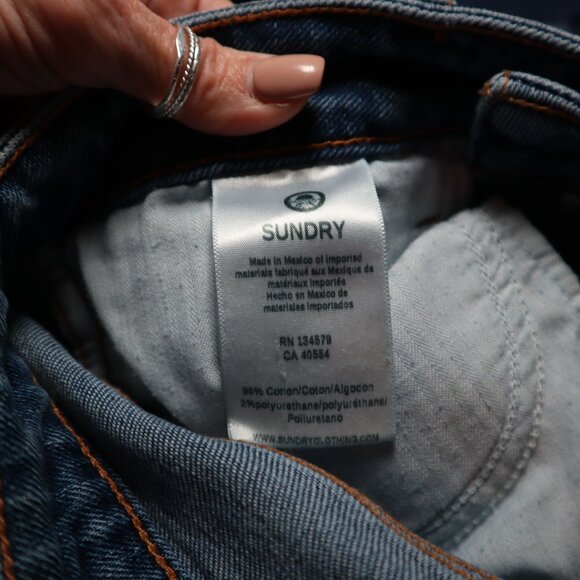 SUNDRY
Made in Mexico of imported
materials fabriqué aux Mexique de
matériaux importés
Hecho en Mexico de
materiales importados
RN 134579
CA 40554
98% Cotton/Coton/Algodon
2%polyurethane/polyuréthane/
Poliuretano
WWW.SUNDRYCLOTHING.COM